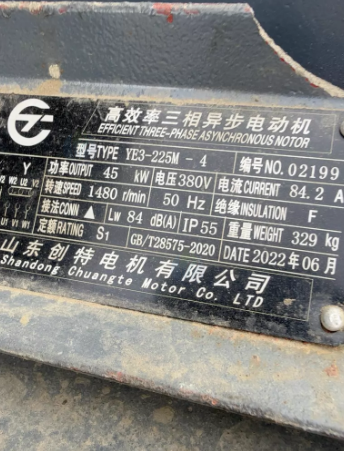 高效率三相异步电动机
EFFICIENT THREE-PHASE ASYNCHRONOUS MOTOR
型号TYPE YE3-225M-4 编号NO. 02199
功率OUTPUT 45 kW 电压380V 电流CURRENT 84.2 A
转速SPEED 1480 r/min 50 Hz 绝缘INSULATION F
接法CONN ▲ Lw 84 dB(A) IP55 重量WEIGHT 329 kg
定额RATING S1 GB/T28575-2020 DATE 2022年06月
山东创特电机有限公司
Shandong Chuangte Motor Co. LTD
Y
V2 W2 U2 V2
U1 V1 W1